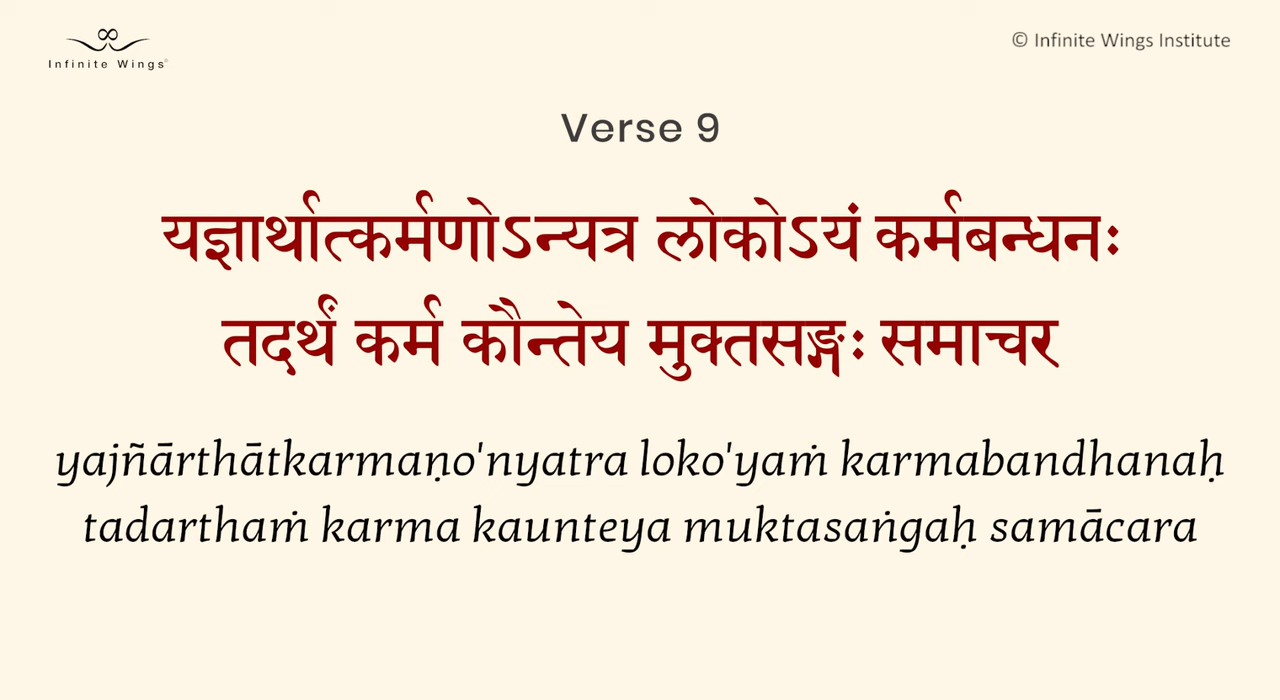 Infinite Wings
© Infinite Wings Institute
Verse 9
यज्ञार्थात्कर्मणोऽन्यत्र लोकोऽयं कर्मबन्धनः
तदर्थं कर्म कौन्तेय मुक्तसङ्गः समाचर
yajñārthātkarmaṇo'nyatra loko'yaṁ karmabandhanaḥ
tadarthaṁ karma kaunteya muktasaṅgaḥ samācara